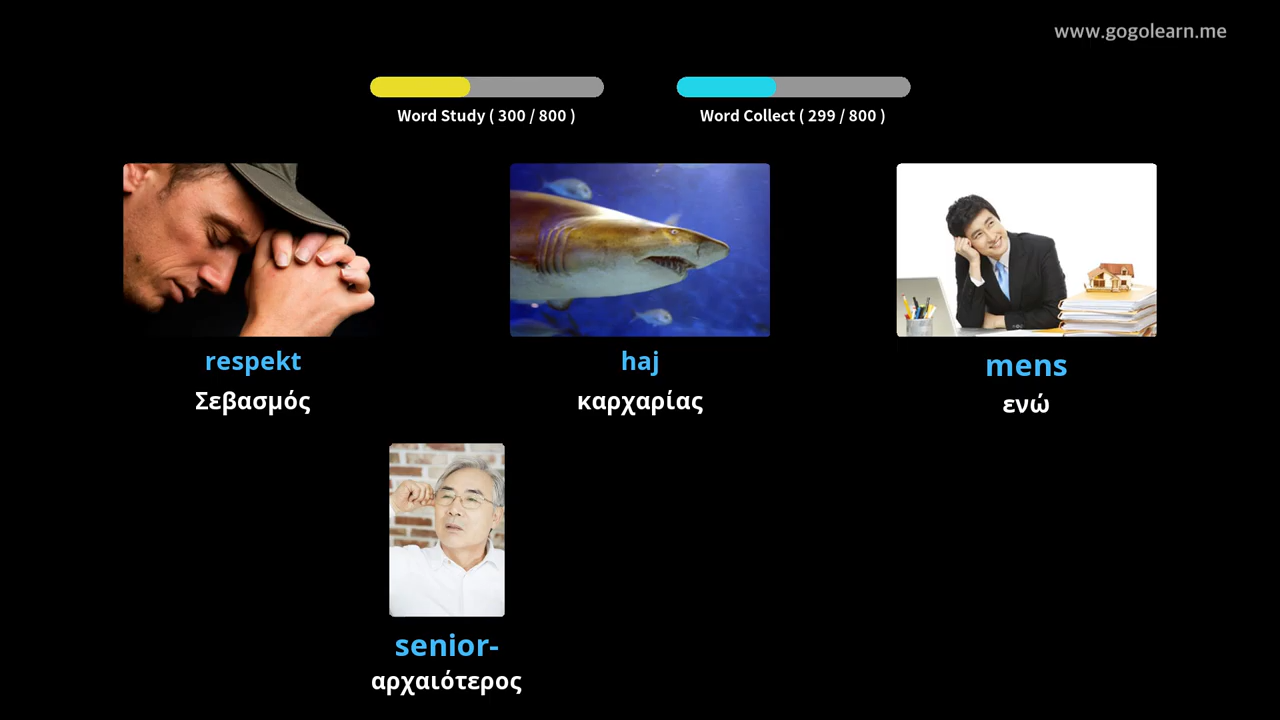 www.gogolearn.me
Word Study ( 300 / 800 )
Word Collect ( 299 / 800 )
respekt
Σεβασμός
haj
καρχαρίας
mens
ενώ
senior-
αρχαιότερος